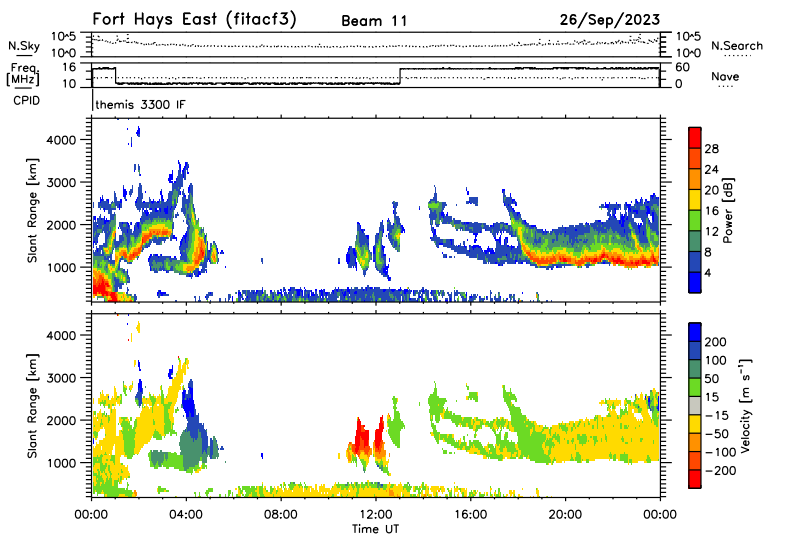 Fort Hays East (fitacf3) Beam 11 26/Sep/2023
N.Sky 10^5 10^0 10^5 10^0 N.Search
Freq. [MHz] 16 10 60 0 Nave
CPID themis 3300 IF
Slant Range [km]
4000
3000
2000
1000
28
24
20
16
12
8
4
Power [dB]
Slant Range [km]
4000
3000
2000
1000
200
100
50
15
-15
-50
-100
-200
Velocity [m s⁻¹]
00:00 04:00 08:00 12:00 16:00 20:00 00:00
Time UT